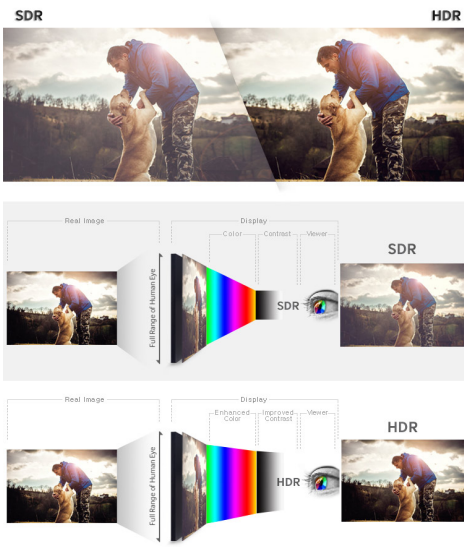 SDR
HDR
Real Image
Display
Color
Contrast
Viewer
Full Range of Human Eye
SDR
SDR
Real Image
Display
Enhanced
Color
Improved
Contrast
Viewer
Full Range of Human Eye
HDR
HDR